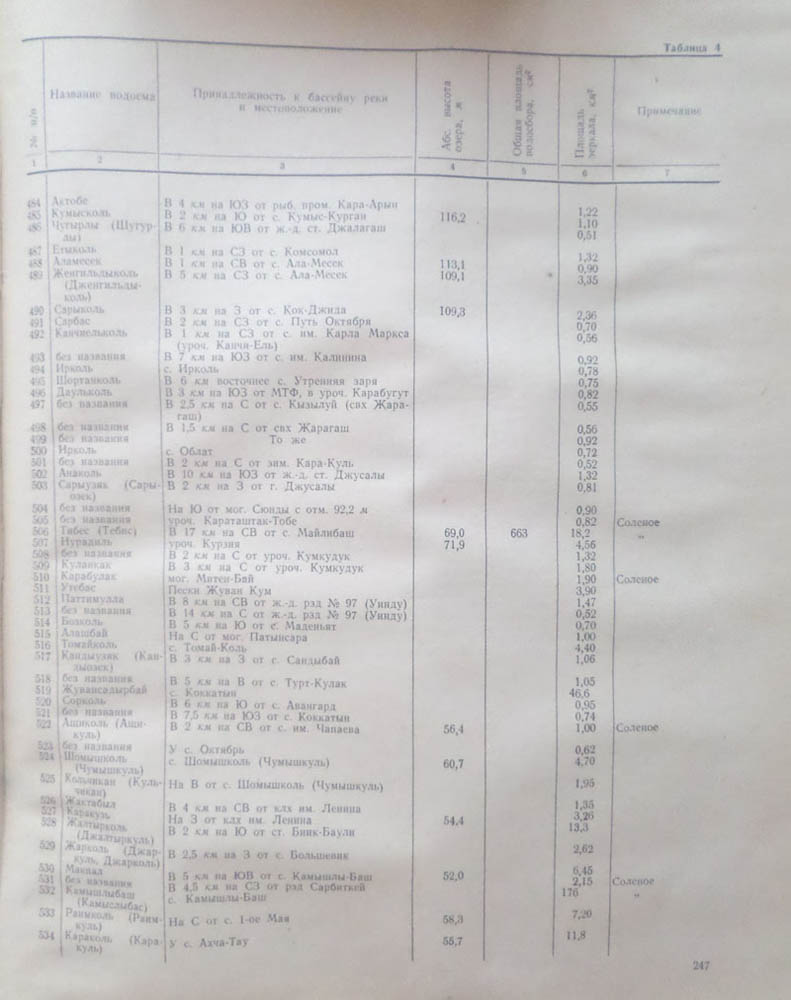 Таблица 4
№ п/п | Название водоема | Принадлежность к бассейну реки и местоположение | Абс. высота озера, м | Общая площадь водосбора, км² | Площадь зеркала, км² | Примечание
1 | 2 | 3 | 4 | 5 | 6 | 7
484 Актобе В 4 км на ЮЗ от рыб. пром. Кара-Арын 1,22
485 Кумысколь В 2 км на Ю от с. Кумыс-Курган 116,2 1,10
486 Чугырлы (Шугур- В 6 км на ЮВ от ж.-д. ст. Джалагаш 0,51
лы)
487 Етыколь В 1 км на СЗ от с. Комсомол 1,32
488 Аламесек В 1 км на СВ от с. Ала-Месек 113,1 0,90
489 Женгильдыколь В 5 км на СЗ от с. Ала-Месек 109,1 3,35
(Дженгильды-
коль)
490 Сарыколь В 3 км на З от с. Кок-Джида 109,3 2,36
491 Сарбас В 2 км на СЗ от с. Путь Октября 0,70
492 Канчиельколь В 1 км на СЗ от с. им. Карла Маркса 0,56
(уроч. Канчи-Ель)
493 без названия В 7 км на ЮЗ от с. им. Калинина 0,92
494 Ирколь с. Ирколь 0,78
495 Шортанколь В 6 км восточнее с. Утренняя заря 0,75
496 Даульколь В 3 км на ЮЗ от МТФ, в уроч. Карабугут 0,82
497 без названия В 2,5 км на С от с. Кызылуй (свх Жара- 0,55
гаш)
498 без названия В 1,5 км на С от свх Жарагаш 0,56
499 без названия То же 0,92
500 Ирколь с. Облат 0,72
501 без названия В 2 км на С от зим. Кара-Куль 0,52
502 Анаколь В 10 км на ЮЗ от ж.-д. ст. Джусалы 1,32
503 Сарыузяк (Сары- В 2 км на З от г. Джусалы 0,81
озек)
504 без названия На Ю от мог. Сюнды с отм. 92,2 м 0,90
505 без названия уроч. Караташтак-Тобе 0,82 Соленое
506 Тибес (Тебис) В 17 км на СВ от с. Майлибаш 69,0 663 18,2 „
507 Нурадиль уроч. Курзия 71,9 4,56
508 без названия В 2 км на С от уроч. Кумкудук 1,32
509 Куланкак В 3 км на С от уроч. Кумкудук 1,80
510 Карабулак мог. Митен-Бай 1,90 Соленое
511 Утебас Пески Жуван Кум 3,90
512 Паттимулла В 8 км на СВ от ж.-д. рзд № 97 (Уинду) 1,47
513 без названия В 14 км на С от ж.-д. рзд № 97 (Уинду) 0,52
514 Бозколь В 5 км на Ю от с. Маденьят 0,70
515 Алашбай На С от мог. Патынсара 1,00
516 Томайколь с. Томай-Коль 4,40
517 Кандыузяк (Кан- В 3 км на З от с. Сандыбай 1,06
дыозек)
518 без названия В 5 км на В от с. Турт-Кулак 1,05
519 Жувансадырбай с. Коккатын 46,6
520 Сорколь В 6 км на Ю от с. Авангард 0,95
521 без названия В 7,5 км на ЮЗ от с. Коккатын 0,74
522 Ащиколь (Ащи- В 2 км на СВ от с. им. Чапаева 56,4 1,00 Соленое
куль)
523 без названия У с. Октябрь 0,62
524 Шомышколь с. Шомышколь (Чумышкуль) 60,7 4,70
(Чумышкуль)
525 Кольчикан (Куль- На В от с. Шомышколь (Чумышкуль) 1,95
чикан)
526 Жактабыл В 4 км на СВ от клх им. Ленина 1,35
527 Каракузь На З от клх им. Ленина 54,4 3,26
528 Жалтырколь В 2 км на Ю от ст. Биик-Баули 13,3
(Джалтыркуль)
529 Жарколь (Джар- В 2,5 км на З от с. Большевик 2,62
куль, Джарколь)
530 Макпал В 5 км на ЮВ от с. Камышлы-Баш 52,0 6,45
531 без названия В 4,5 км на СЗ от рзд Сарбиткей 2,15 Соленое
532 Камышлыбаш с. Камышлы-Баш 176 „
(Камыслыбас)
533 Раимколь (Раим- На С от с. 1-ое Мая 58,3 7,20
куль)
534 Караколь (Кара- У с. Ахча-Тау 55,7 11,8
куль)
247